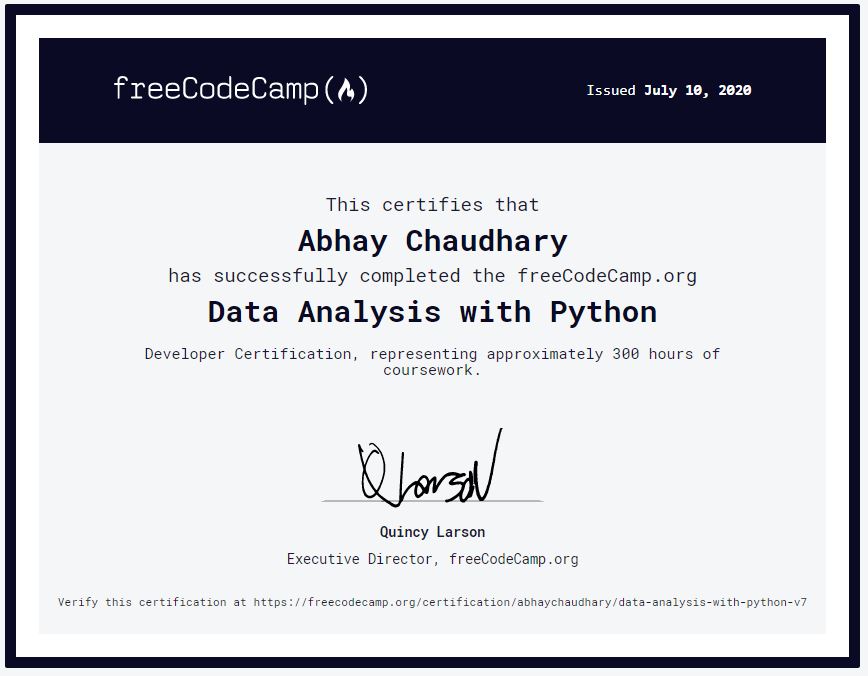 freeCodeCamp(🔥)
Issued July 10, 2020
This certifies that
Abhay Chaudhary
has successfully completed the freeCodeCamp.org
Data Analysis with Python
Developer Certification, representing approximately 300 hours of
coursework.
Quincy Larson
Executive Director, freeCodeCamp.org
Verify this certification at https://freecodecamp.org/certification/abhaychaudhary/data-analysis-with-python-v7